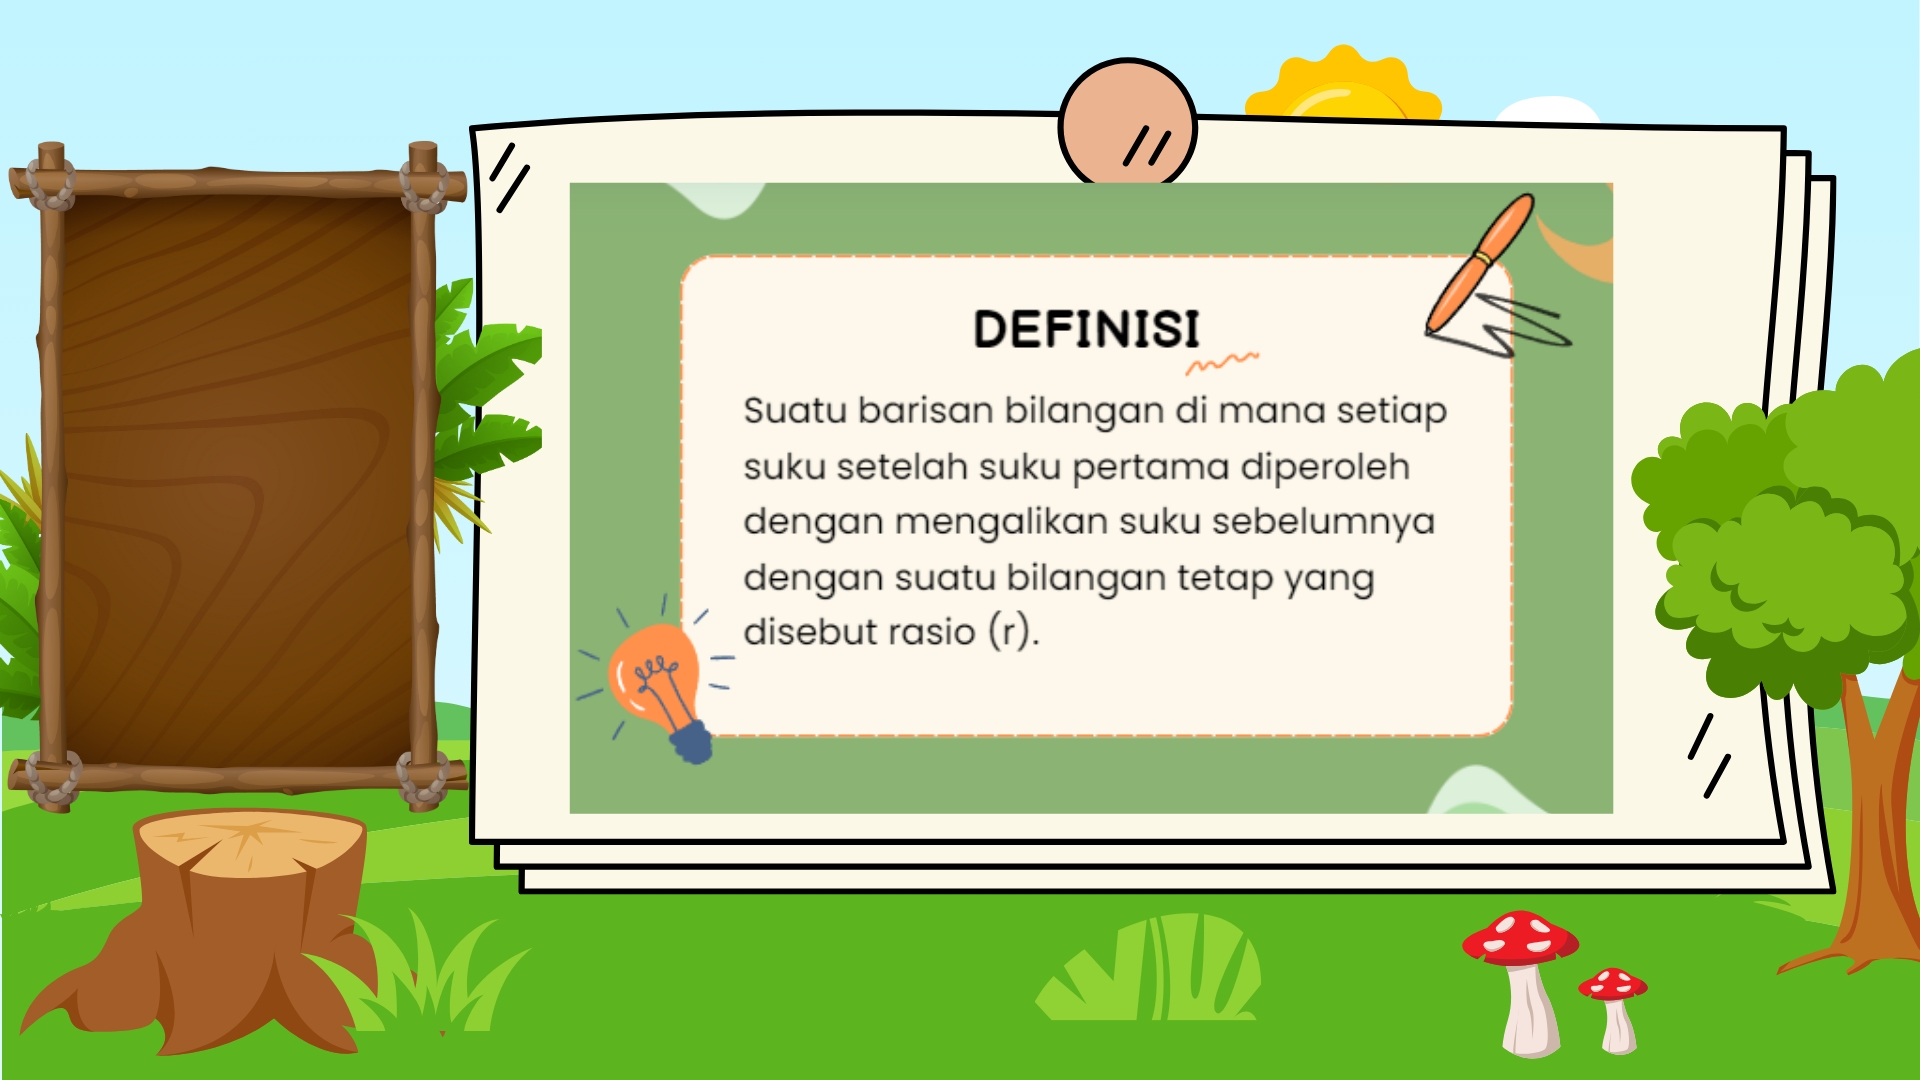 DEFINISI
Suatu barisan bilangan di mana setiap
suku setelah suku pertama diperoleh
dengan mengalikan suku sebelumnya
dengan suatu bilangan tetap yang
disebut rasio (r).